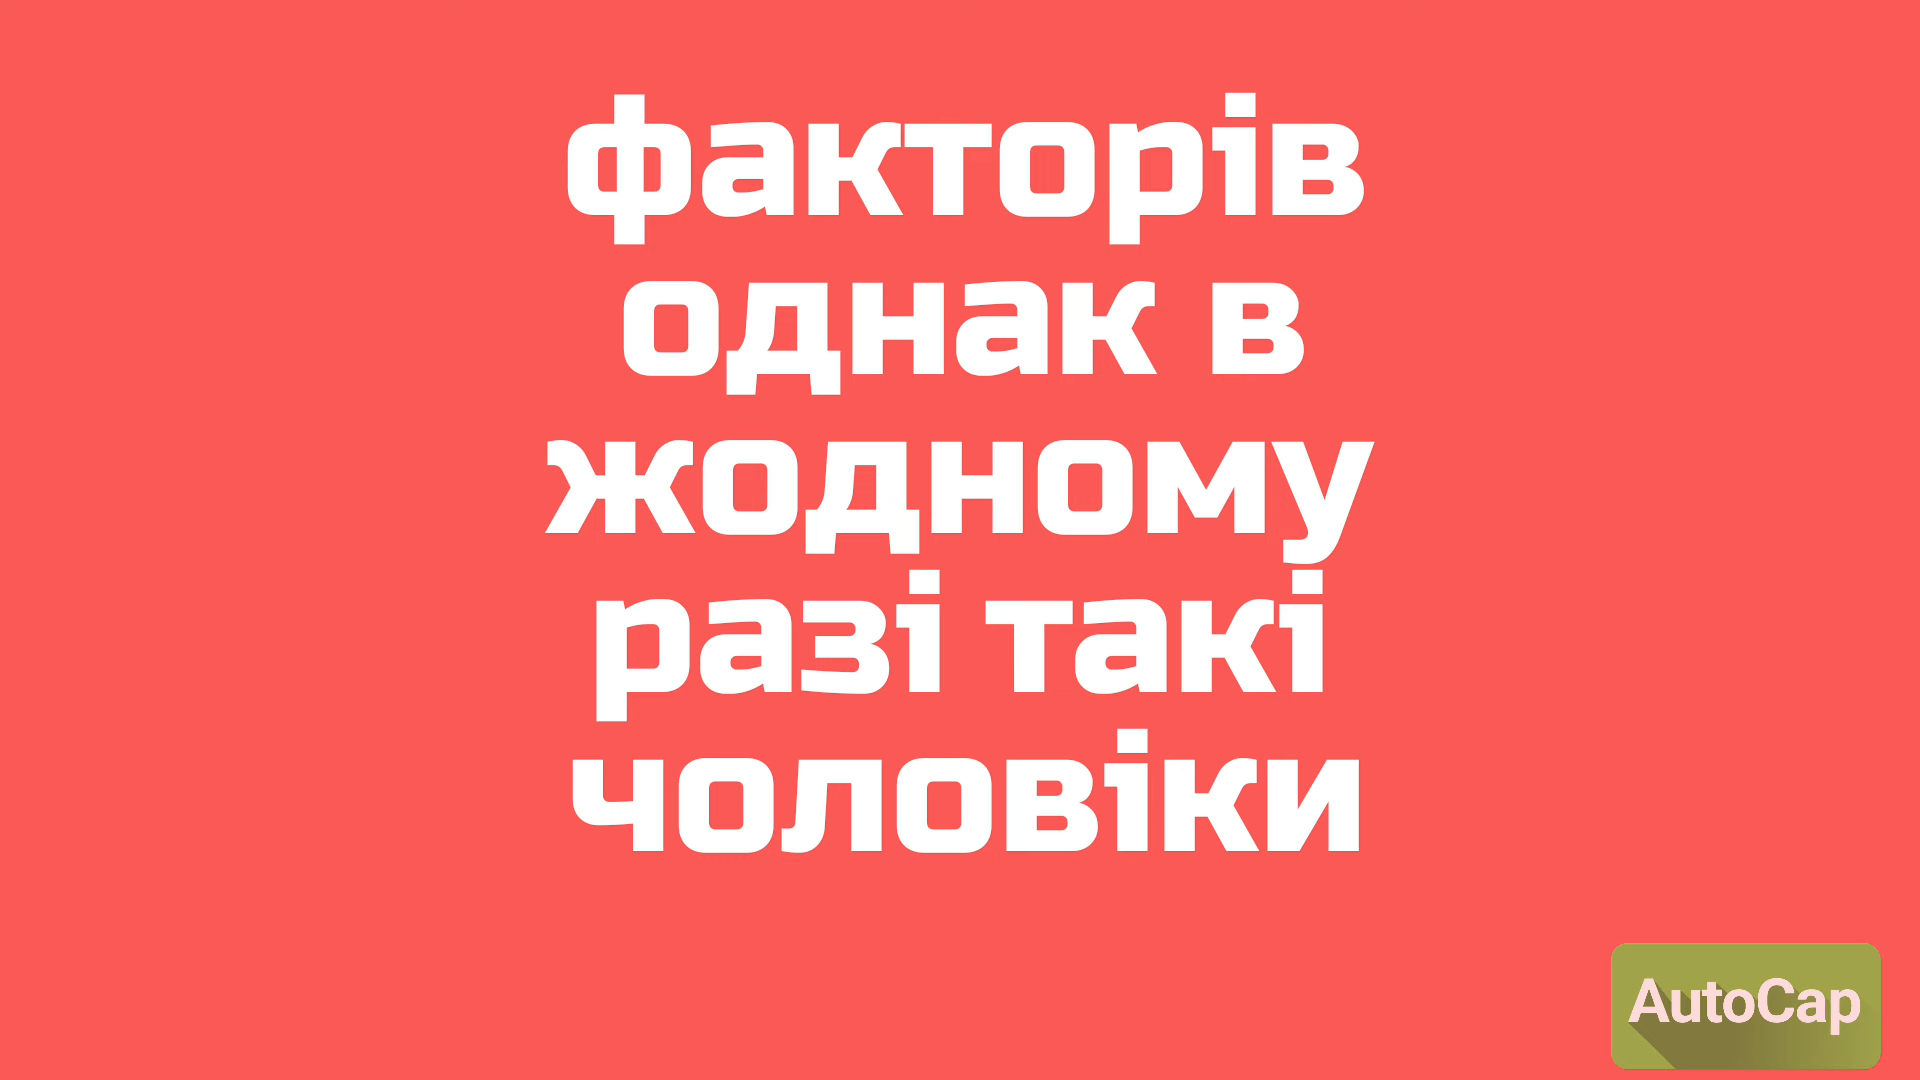 факторів
однак в
жодному
разі такі
чоловіки
AutoCap